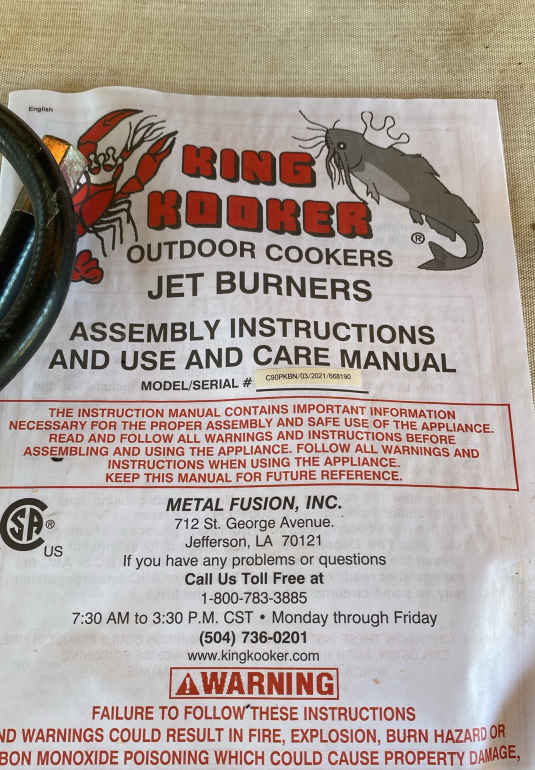 English
KING
KOOKER
®
OUTDOOR COOKERS
JET BURNERS
ASSEMBLY INSTRUCTIONS
AND USE AND CARE MANUAL
MODEL/SERIAL # C90PKBN/03/2021/668190
THE INSTRUCTION MANUAL CONTAINS IMPORTANT INFORMATION
NECESSARY FOR THE PROPER ASSEMBLY AND SAFE USE OF THE APPLIANCE.
READ AND FOLLOW ALL WARNINGS AND INSTRUCTIONS BEFORE
ASSEMBLING AND USING THE APPLIANCE. FOLLOW ALL WARNINGS AND
INSTRUCTIONS WHEN USING THE APPLIANCE.
KEEP THIS MANUAL FOR FUTURE REFERENCE.
METAL FUSION, INC.
712 St. George Avenue.
Jefferson, LA 70121
If you have any problems or questions
Call Us Toll Free at
1-800-783-3885
7:30 AM to 3:30 P.M. CST • Monday through Friday
(504) 736-0201
www.kingkooker.com
SA ®
US
WARNING
FAILURE TO FOLLOW THESE INSTRUCTIONS
ND WARNINGS COULD RESULT IN FIRE, EXPLOSION, BURN HAZARD OR
BON MONOXIDE POISONING WHICH COULD CAUSE PROPERTY DAMAGE,